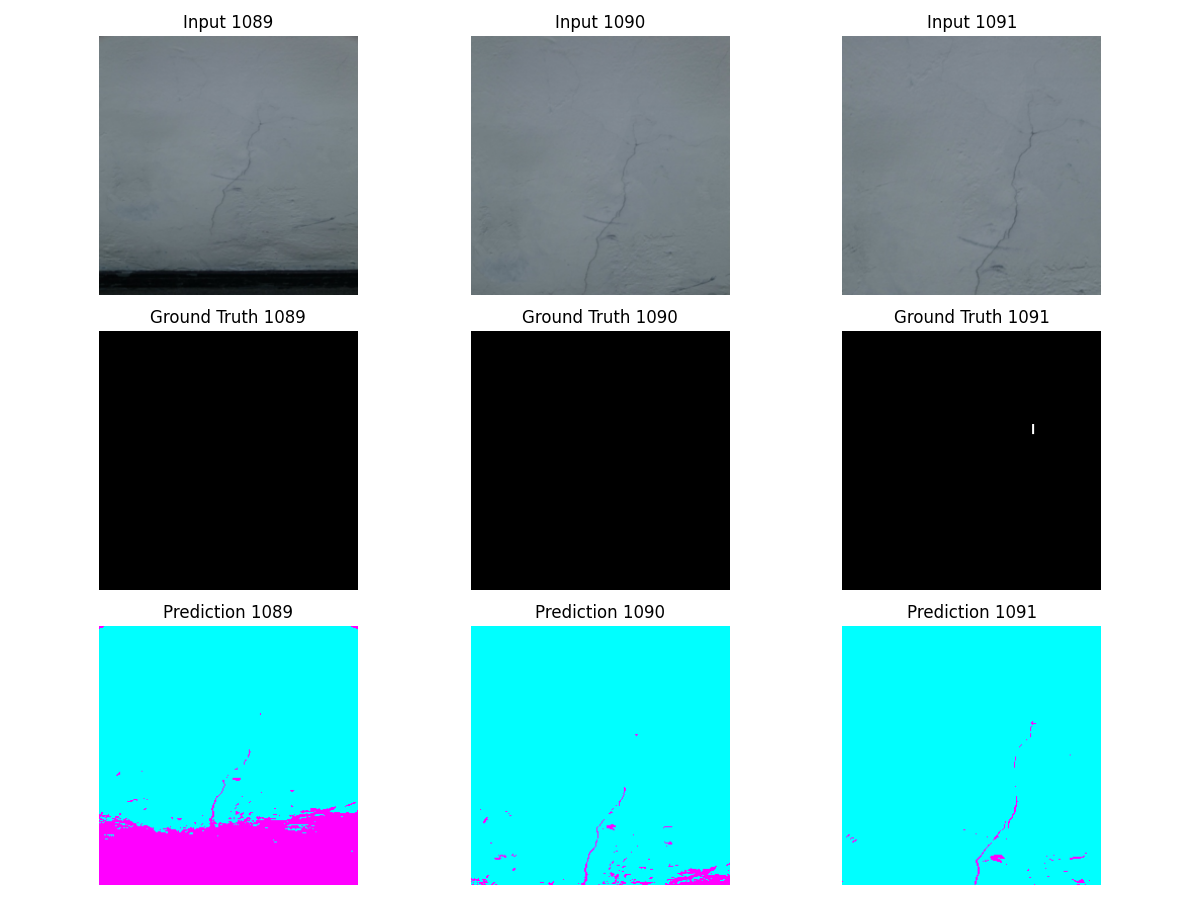 Input 1089
Input 1090
Input 1091
Ground Truth 1089
Ground Truth 1090
Ground Truth 1091
Prediction 1089
Prediction 1090
Prediction 1091